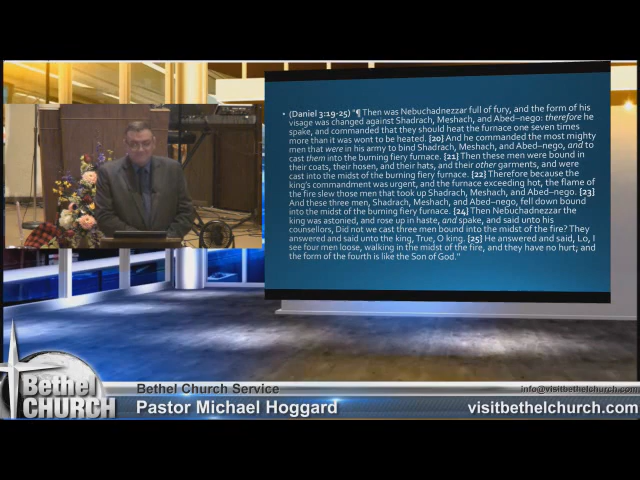 • (Daniel 3:19-25) “¶ Then was Nebuchadnezzar full of fury, and the form of his
visage was changed against Shadrach, Meshach, and Abed–nego: therefore he
spake, and commanded that they should heat the furnace one seven times
more than it was wont to be heated. [20] And he commanded the most mighty
men that were in his army to bind Shadrach, Meshach, and Abed–nego, and to
cast them into the burning fiery furnace. [21] Then these men were bound in
their coats, their hosen, and their hats, and their other garments, and were
cast into the midst of the burning fiery furnace. [22] Therefore because the
king's commandment was urgent, and the furnace exceeding hot, the flame of
the fire slew those men that took up Shadrach, Meshach, and Abed–nego. [23]
And these three men, Shadrach, Meshach, and Abed–nego, fell down bound
into the midst of the burning fiery furnace. [24] Then Nebuchadnezzar the
king was astonied, and rose up in haste, and spake, and said unto his
counsellors, Did not we cast three men bound into the midst of the fire? They
answered and said unto the king, True, O king. [25] He answered and said, Lo, I
see four men loose, walking in the midst of the fire, and they have no hurt; and
the form of the fourth is like the Son of God.”
Bethel
CHURCH
Bethel Church Service
info@visitbethelchurch.com
Pastor Michael Hoggard
visitbethelchurch.com